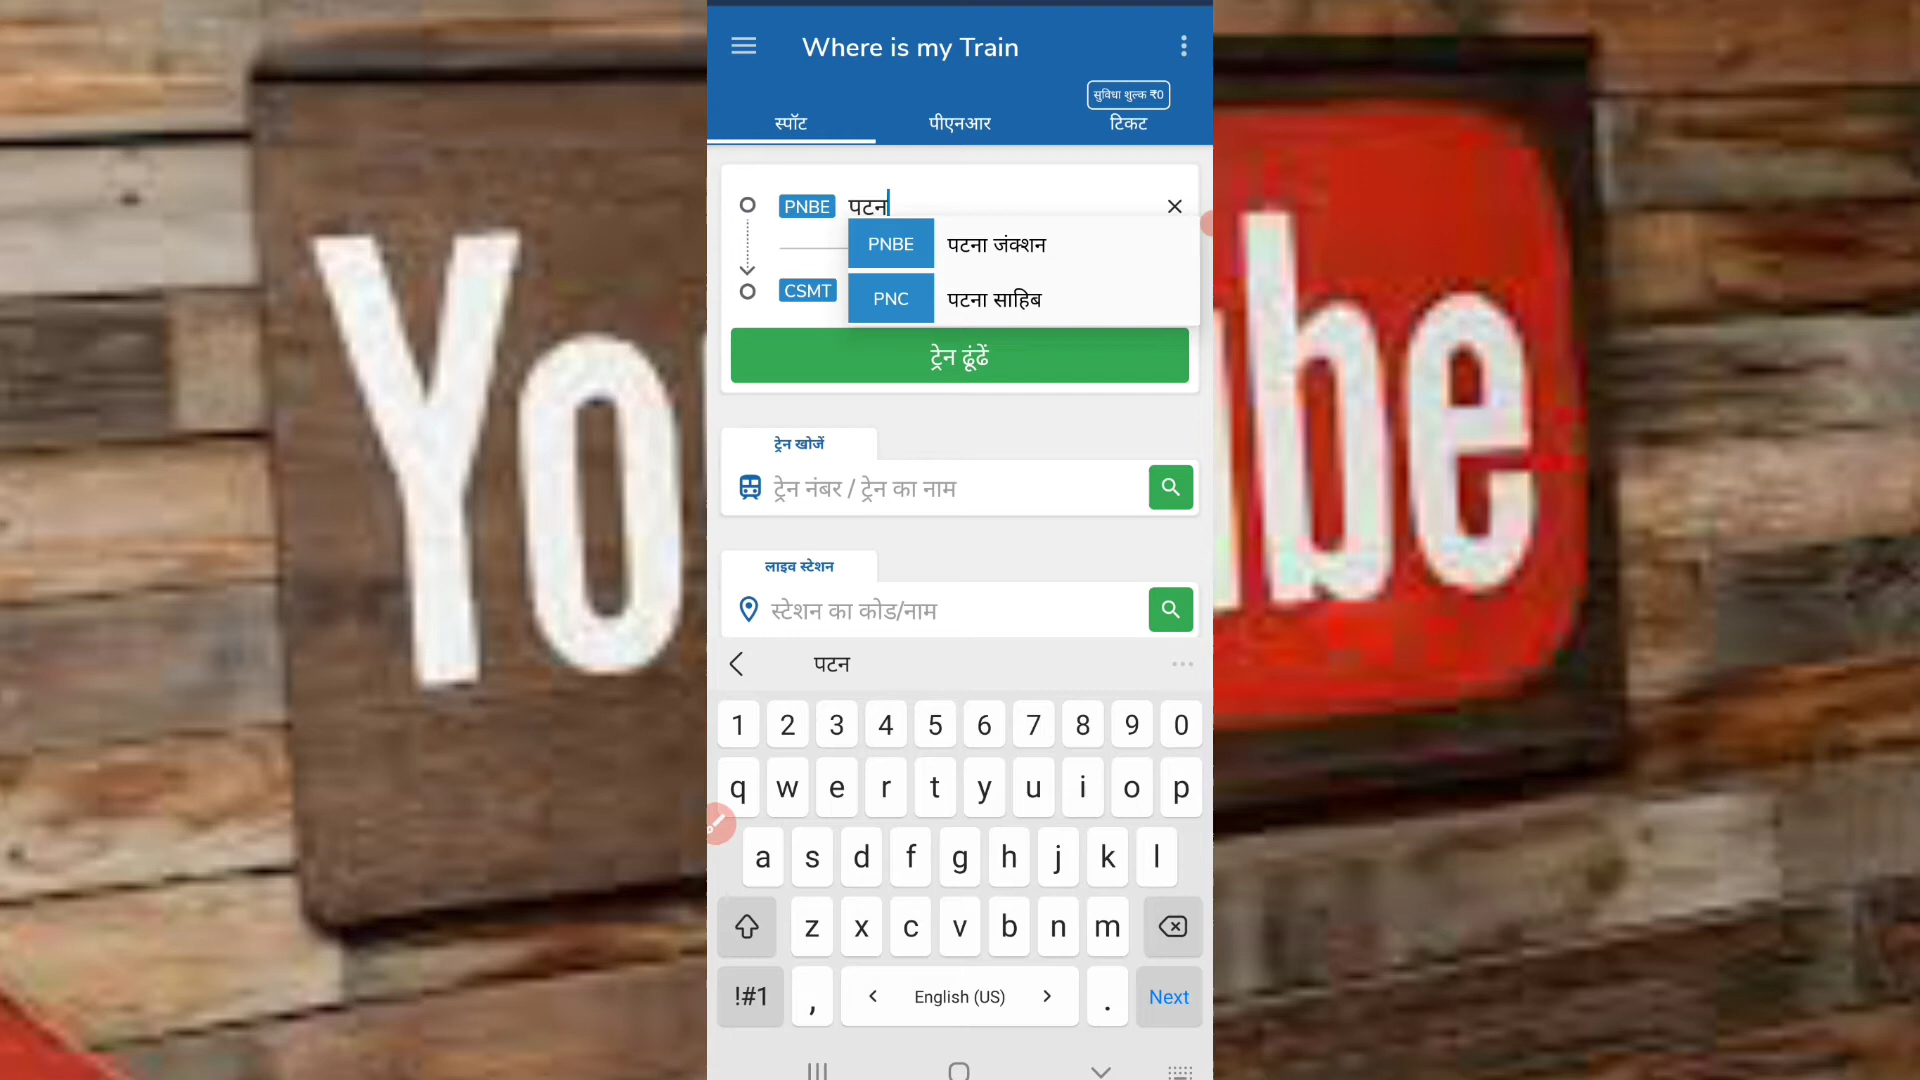 Where is my Train
सुविधा शुल्क ₹0
स्पॉट
पीएनआर
टिकट
PNBE पटन
PNBE पटना जंक्शन
CSMT
PNC पटना साहिब
ट्रेन ढूंढें
ट्रेन खोजें
ट्रेन नंबर / ट्रेन का नाम
लाइव स्टेशन
स्टेशन का कोड/नाम
पटन
1 2 3 4 5 6 7 8 9 0
q w e r t y u i o p
a s d f g h j k l
z x c v b n m
!#1 , English (US) . Next
Yo
be